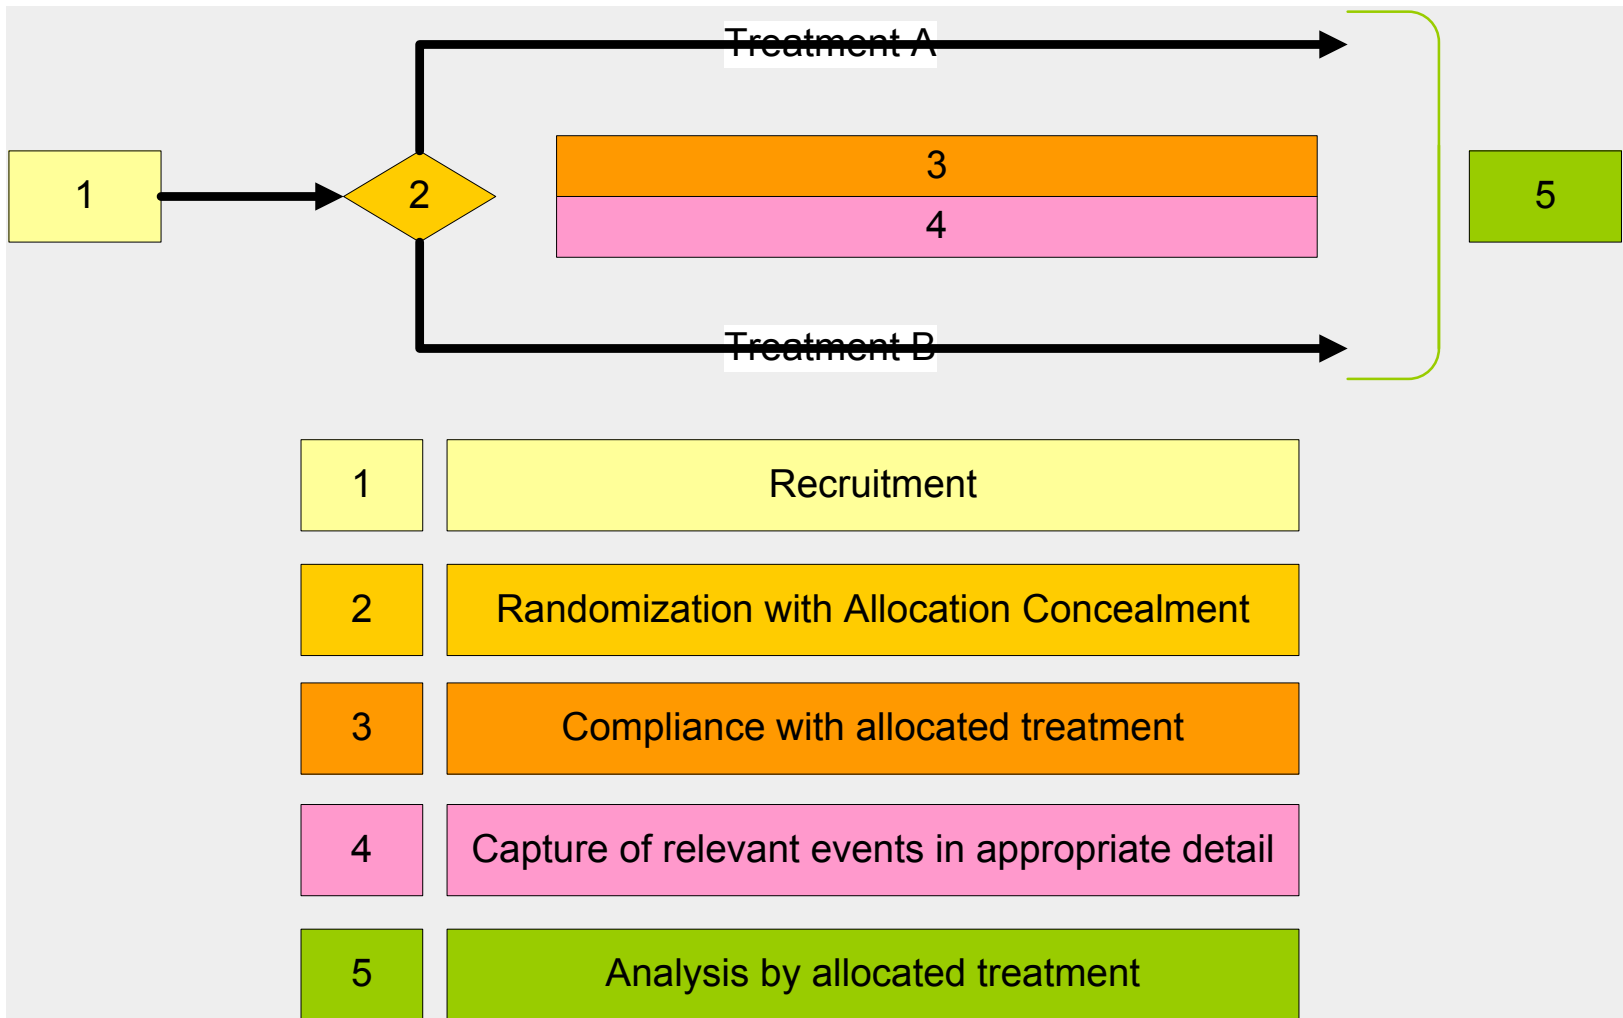 Treatment A
1
2
3
4
5
Treatment B
1 Recruitment
2 Randomization with Allocation Concealment
3 Compliance with allocated treatment
4 Capture of relevant events in appropriate detail
5 Analysis by allocated treatment